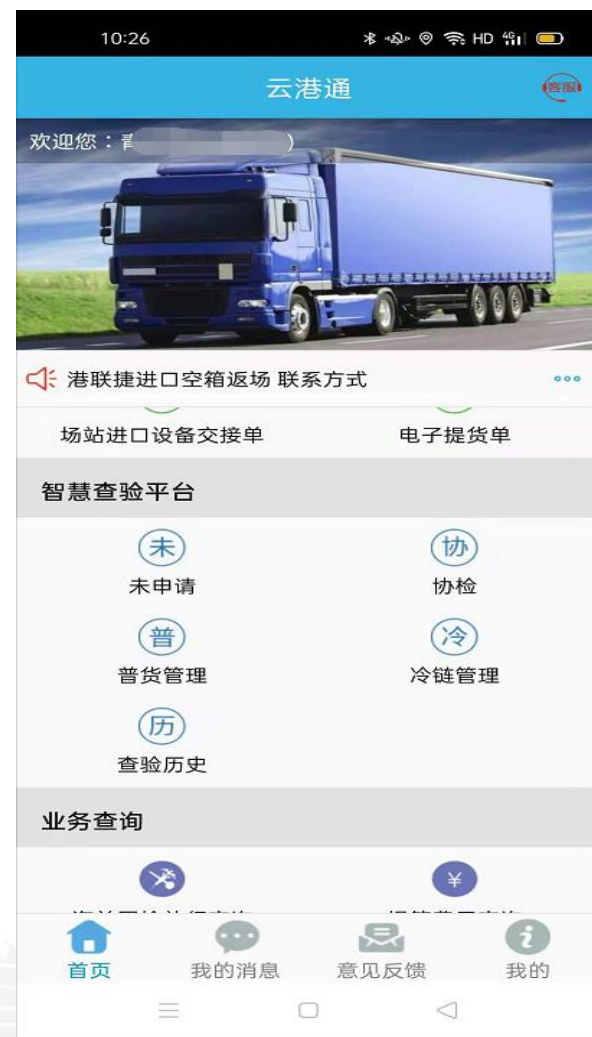 10:26 HD 4G
云港通 客服
欢迎您：
港联捷进口空箱返场 联系方式
场站进口设备交接单 电子提货单
智慧查验平台
未 协
未申请 协检
普 冷
普货管理 冷链管理
历
查验历史
业务查询
¥
首页 我的消息 意见反馈 我的